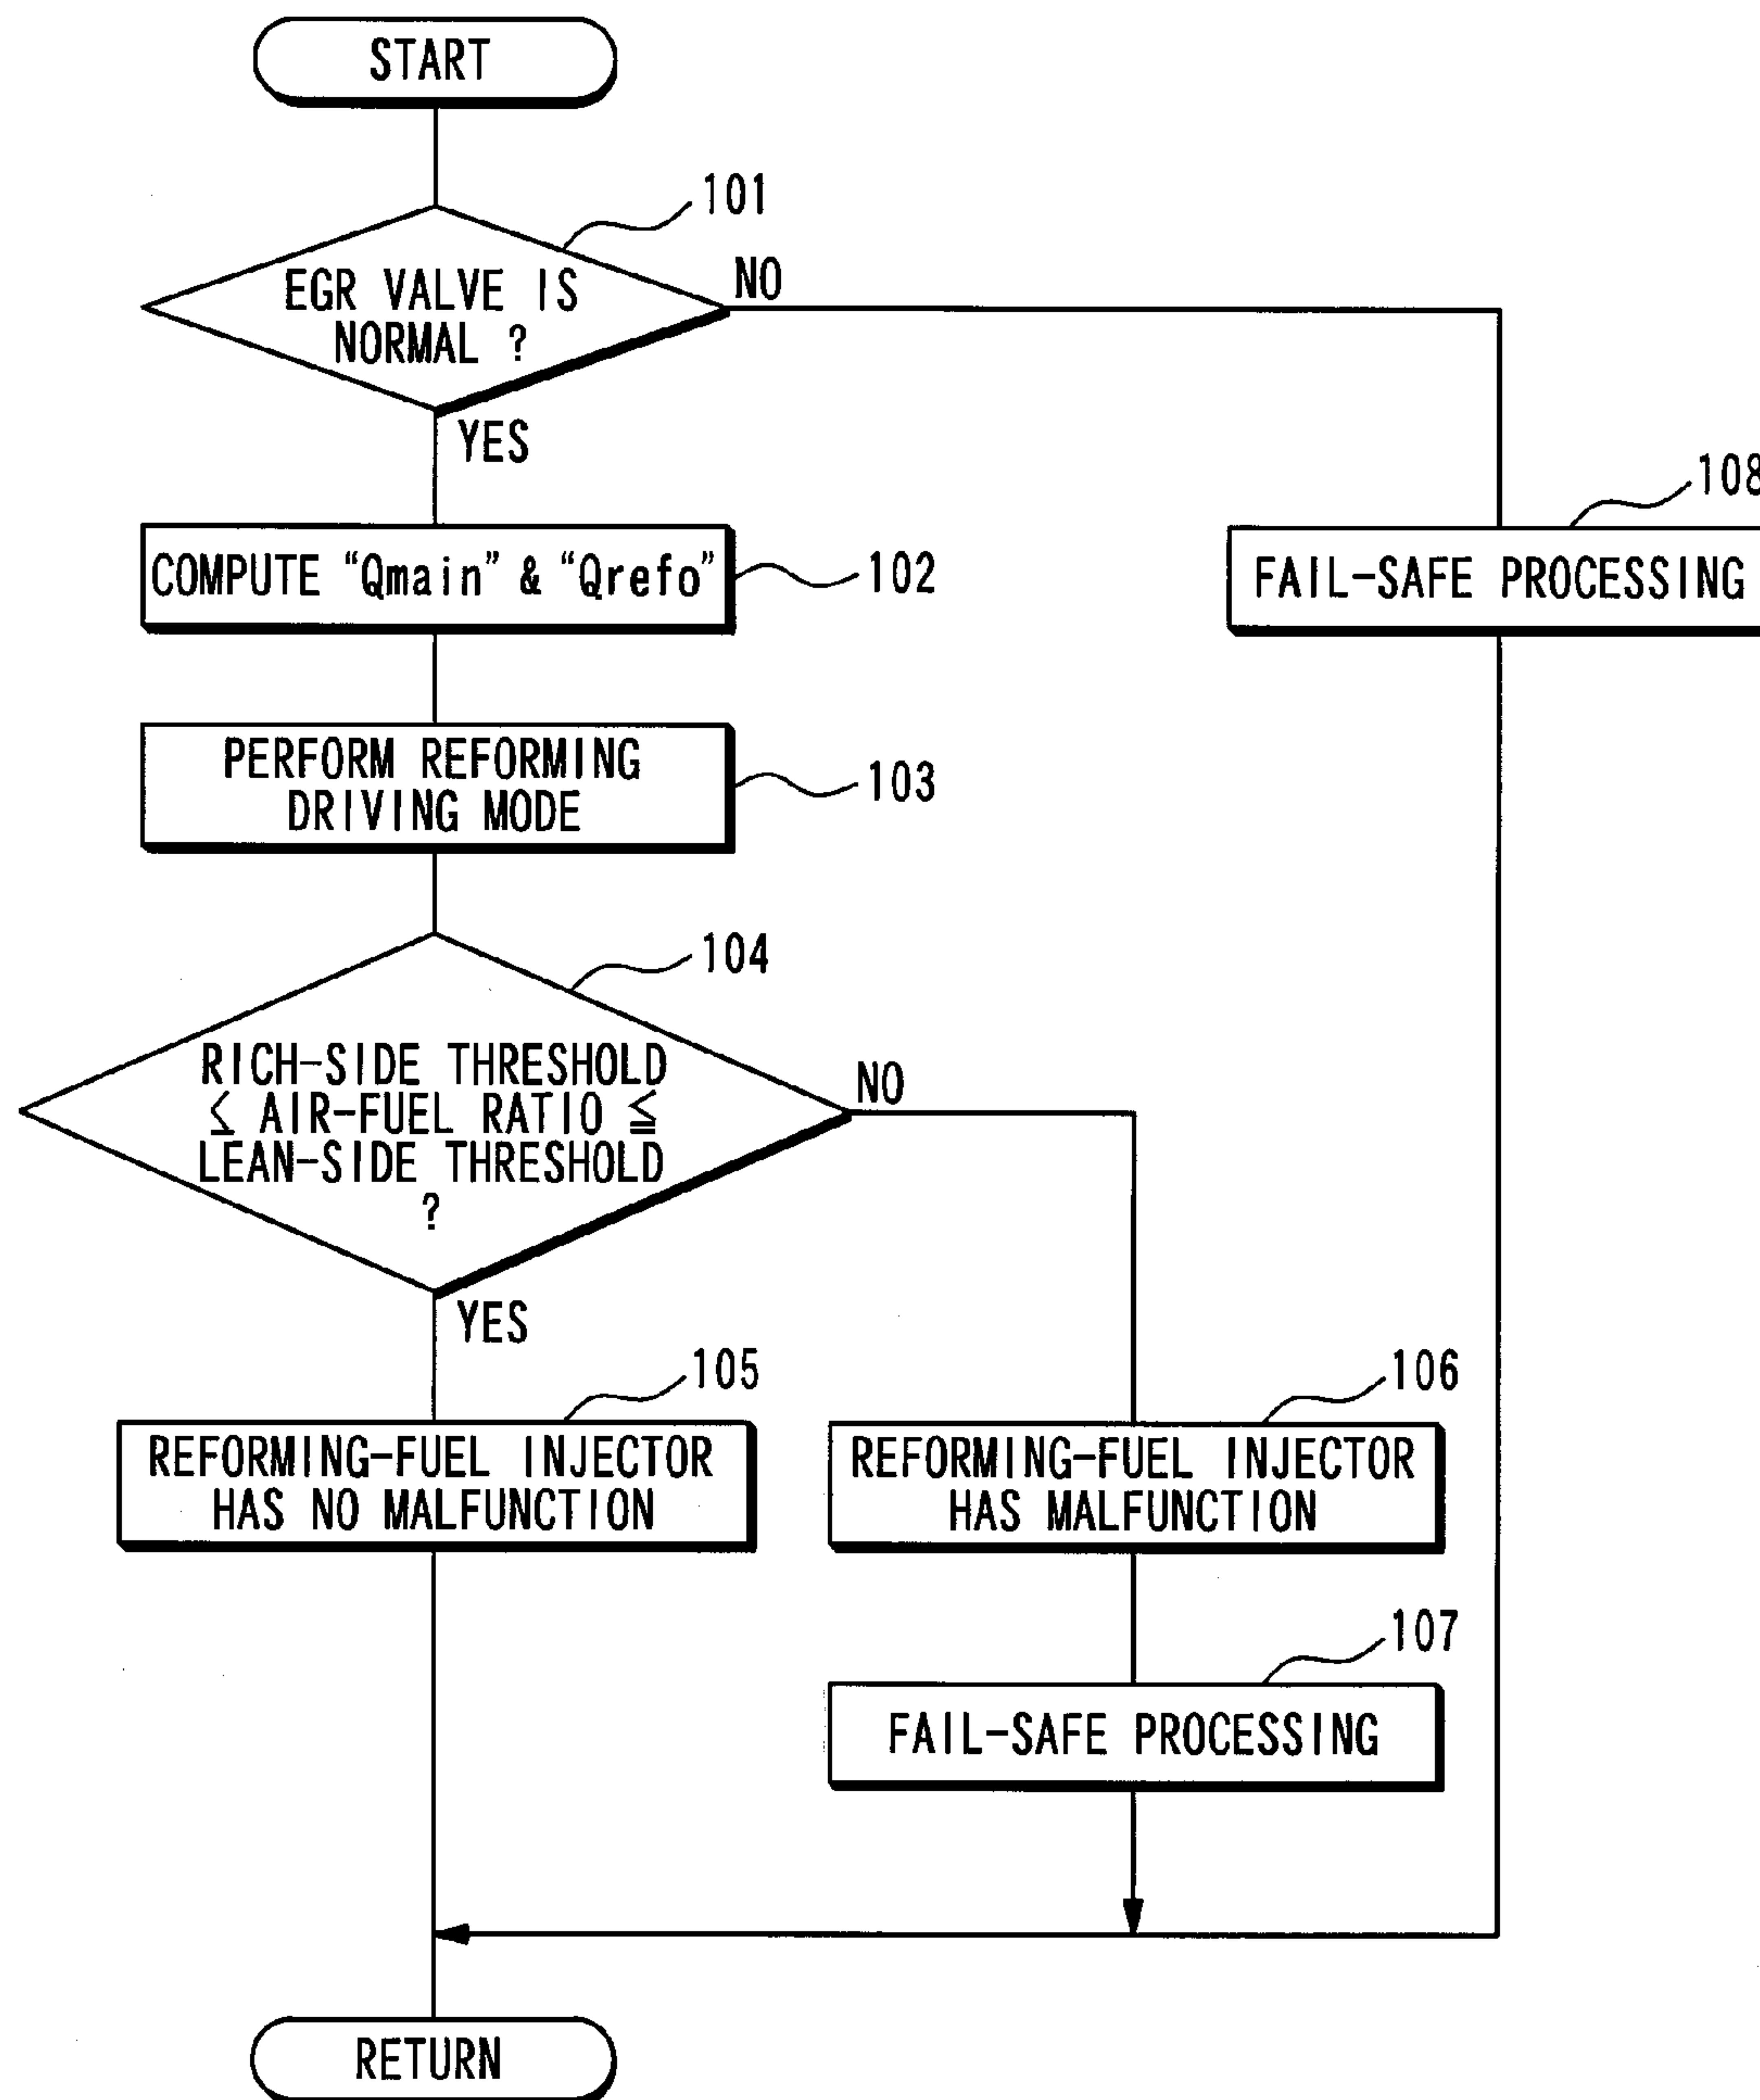 START
101
EGR VALVE IS
NORMAL ?
NO
YES
108
COMPUTE “Qmain” & “Qrefo”
102
FAIL-SAFE PROCESSING
PERFORM REFORMING
DRIVING MODE
103
104
RICH-SIDE THRESHOLD
≦ AIR-FUEL RATIO ≦
LEAN-SIDE THRESHOLD
?
NO
YES
105
106
REFORMING-FUEL INJECTOR
HAS NO MALFUNCTION
REFORMING-FUEL INJECTOR
HAS MALFUNCTION
107
FAIL-SAFE PROCESSING
RETURN